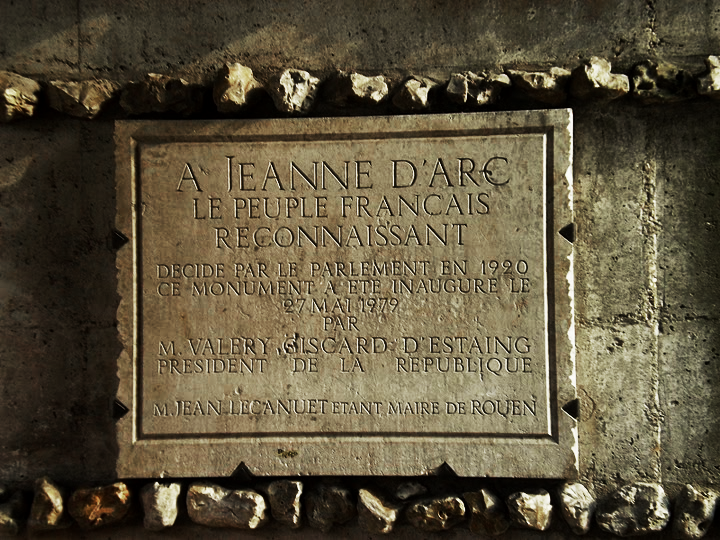 A JEANNE D'ARC
LE PEUPLE FRANCAIS
RECONNAISSANT
DECIDE PAR LE PARLEMENT EN 1920
CE MONUMENT A ETE INAUGURE LE
27 MAI 1979
PAR
M. VALERY GISCARD D'ESTAING
PRESIDENT DE LA REPUBLIQUE
M. JEAN LECANUET ETANT MAIRE DE ROUEN